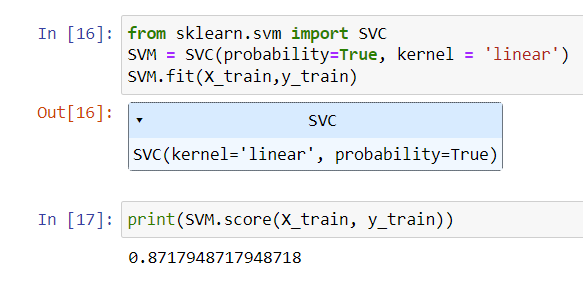 In [16]: from sklearn.svm import SVC
SVM = SVC(probability=True, kernel = 'linear')
SVM.fit(X_train,y_train)
Out[16]: ▾ SVC
SVC(kernel='linear', probability=True)
In [17]: print(SVM.score(X_train, y_train))
0.8717948717948718